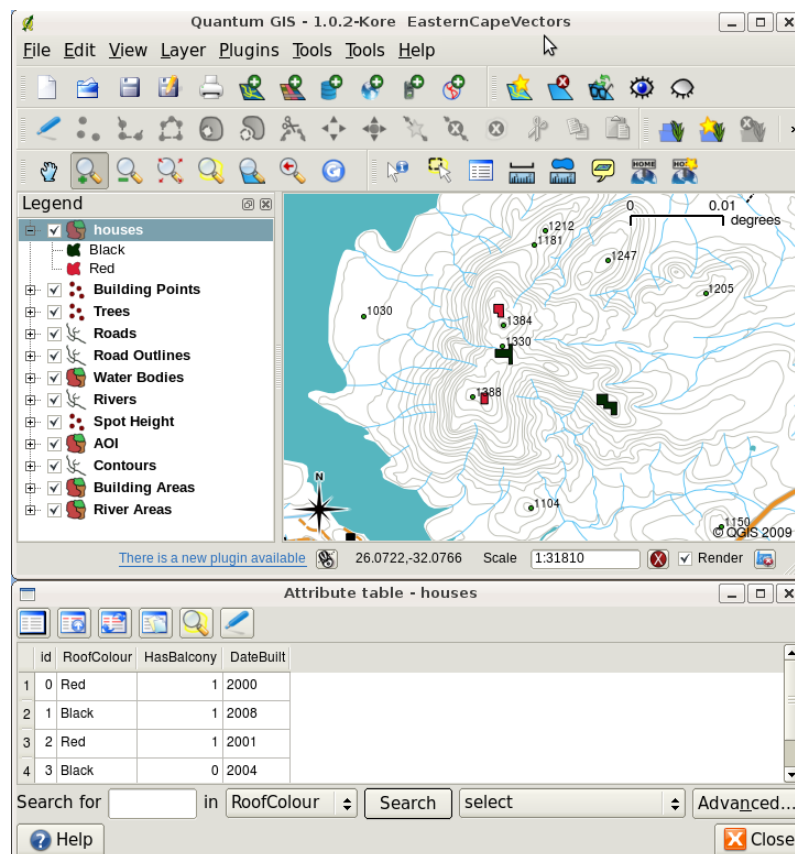 Quantum GIS - 1.0.2-Kore EasternCapeVectors
File Edit View Layer Plugins Tools Tools Help
HOME HO
Legend
houses
Black
Red
Building Points
Trees
Roads
Road Outlines
Water Bodies
Rivers
Spot Height
AOI
Contours
Building Areas
River Areas
0 0.01
degrees
1212
1181
1247
1205
1030
1384
1330
1388
1104
1150
N
© QGIS 2009
There is a new plugin available 26.0722,-32.0766 Scale 1:31810 Render
Attribute table - houses
id RoofColour HasBalcony DateBuilt
1 0 Red 1 2000
2 1 Black 1 2008
3 2 Red 1 2001
4 3 Black 0 2004
Search for in RoofColour Search select Advanced...
Help Close